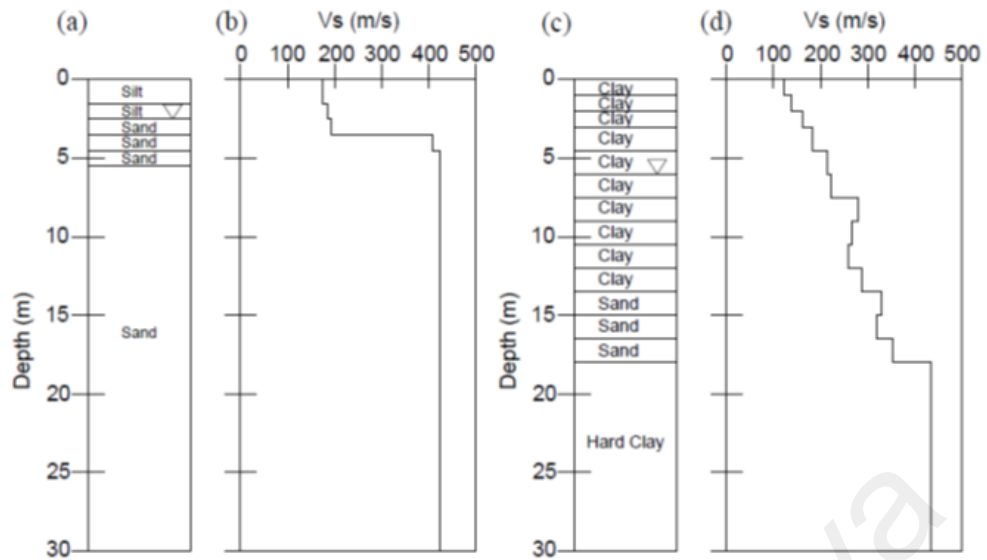 (a)
(b) Vs (m/s)
0 100 200 300 400 500
0
5
10
15
20
25
30
Depth (m)
Silt
Silt
Sand
Sand
Sand
Sand
(c)
(d) Vs (m/s)
0 100 200 300 400 500
0
5
10
15
20
25
30
Depth (m)
Clay
Clay
Clay
Clay
Clay
Clay
Clay
Clay
Clay
Clay
Sand
Sand
Sand
Hard Clay